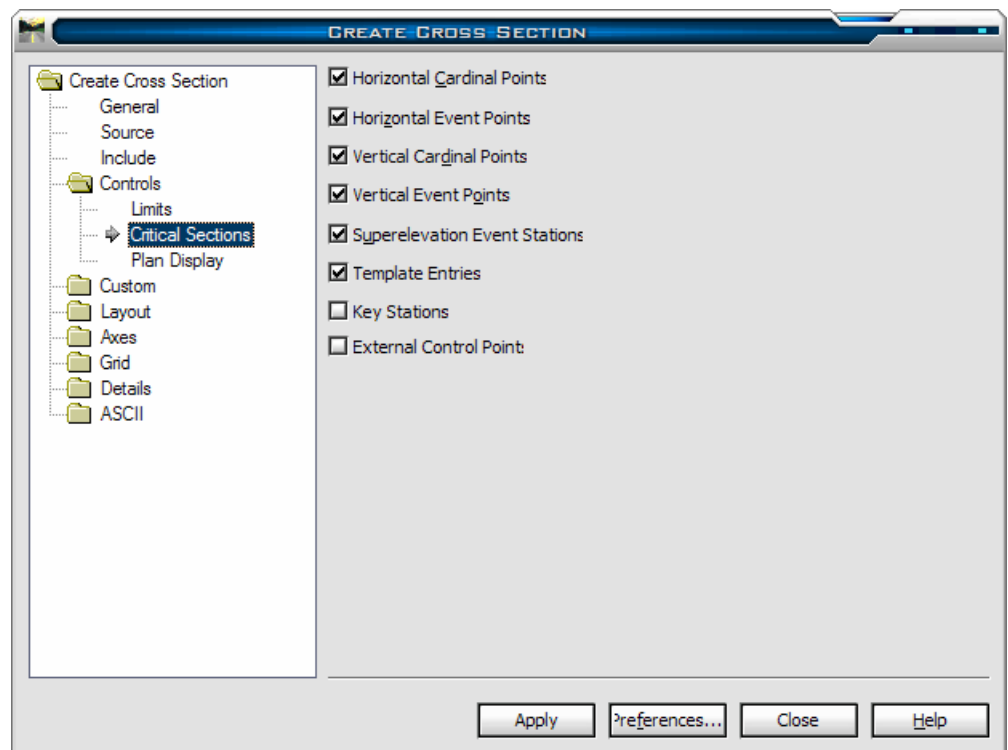 CREATE CROSS SECTION
Create Cross Section
General
Source
Include
Controls
Limits
Critical Sections
Plan Display
Custom
Layout
Axes
Grid
Details
ASCII
Horizontal Cardinal Points
Horizontal Event Points
Vertical Cardinal Points
Vertical Event Points
Superelevation Event Stations
Template Entries
Key Stations
External Control Points
Apply
Preferences...
Close
Help